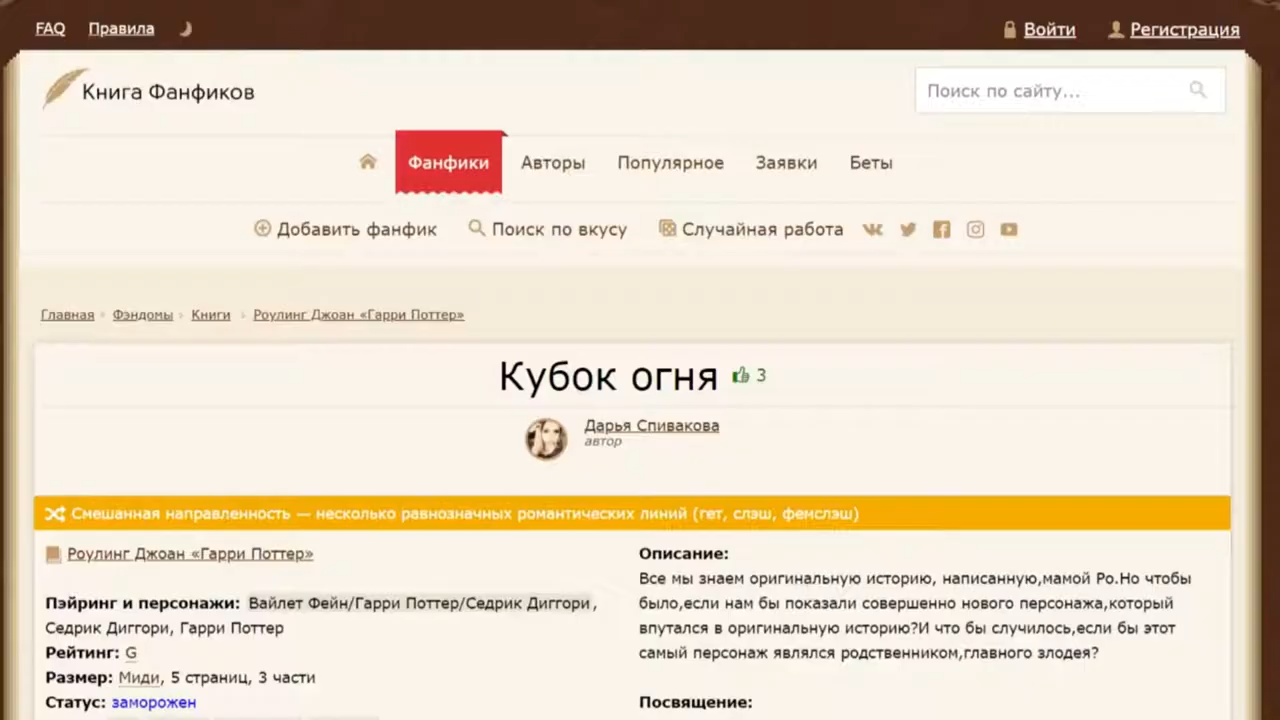 FAQ Правила Войти Регистрация
Книга Фанфиков Поиск по сайту...
Фанфики Авторы Популярное Заявки Беты
Добавить фанфик Поиск по вкусу Случайная работа
Главная Фэндомы Книги Роулинг Джоан «Гарри Поттер»
Кубок огня 3
Дарья Спивакова
автор
Смешанная направленность — несколько равнозначных романтических линий (гет, слэш, фемслэш)
Роулинг Джоан «Гарри Поттер»
Пэйринг и персонажи: Вайлет Фейн/Гарри Поттер/Седрик Диггори,
Седрик Диггори, Гарри Поттер
Рейтинг: G
Размер: Миди, 5 страниц, 3 части
Статус: заморожен
Описание:
Все мы знаем оригинальную историю, написанную,мамой Ро.Но чтобы
было,если нам бы показали совершенно нового персонажа,который
впутался в оригинальную историю?И что бы случилось,если бы этот
самый персонаж являлся родственником,главного злодея?
Посвящение: